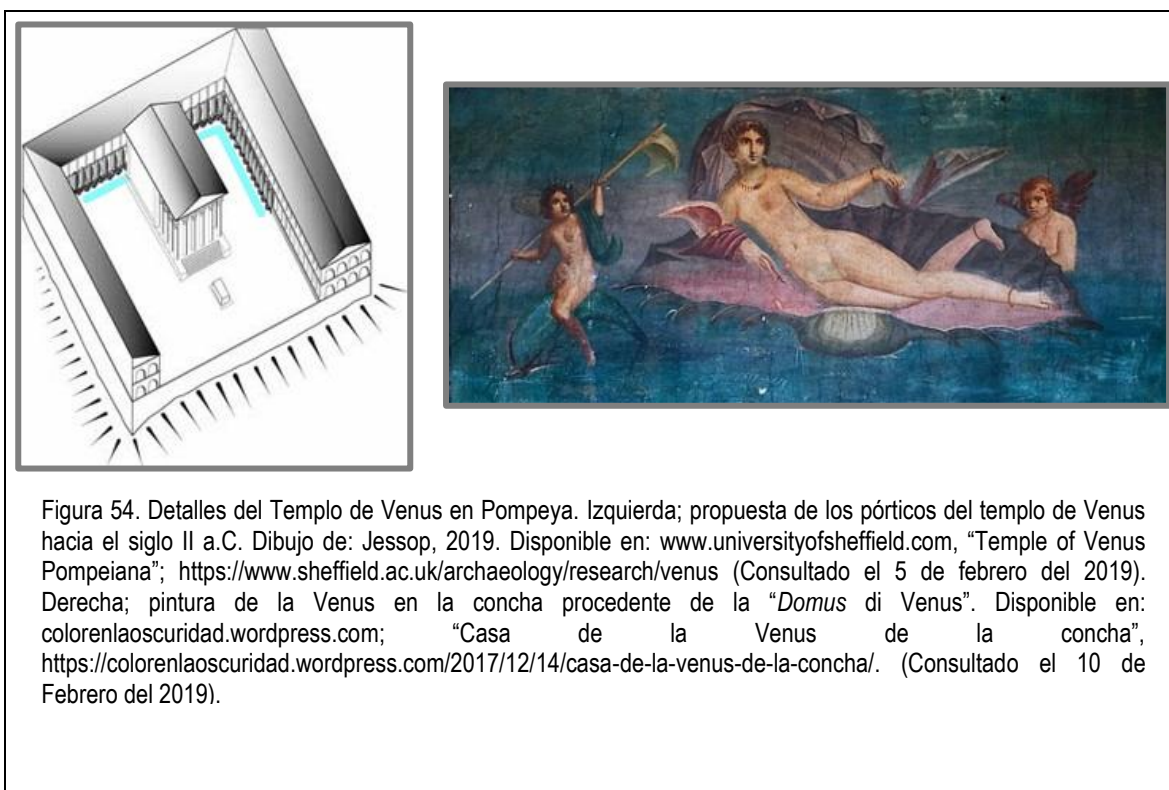 Figura 54. Detalles del Templo de Venus en Pompeya. Izquierda; propuesta de los pórticos del templo de Venus
hacia el siglo II a.C. Dibujo de: Jessop, 2019. Disponible en: www.universityofsheffield.com, “Temple of Venus
Pompeiana”; https://www.sheffield.ac.uk/archaeology/research/venus (Consultado el 5 de febrero del 2019).
Derecha; pintura de la Venus en la concha procedente de la “Domus di Venus”. Disponible en:
colorenlaoscuridad.wordpress.com; “Casa de la Venus de la concha”,
https://colorenlaoscuridad.wordpress.com/2017/12/14/casa-de-la-venus-de-la-concha/. (Consultado el 10 de
Febrero del 2019).